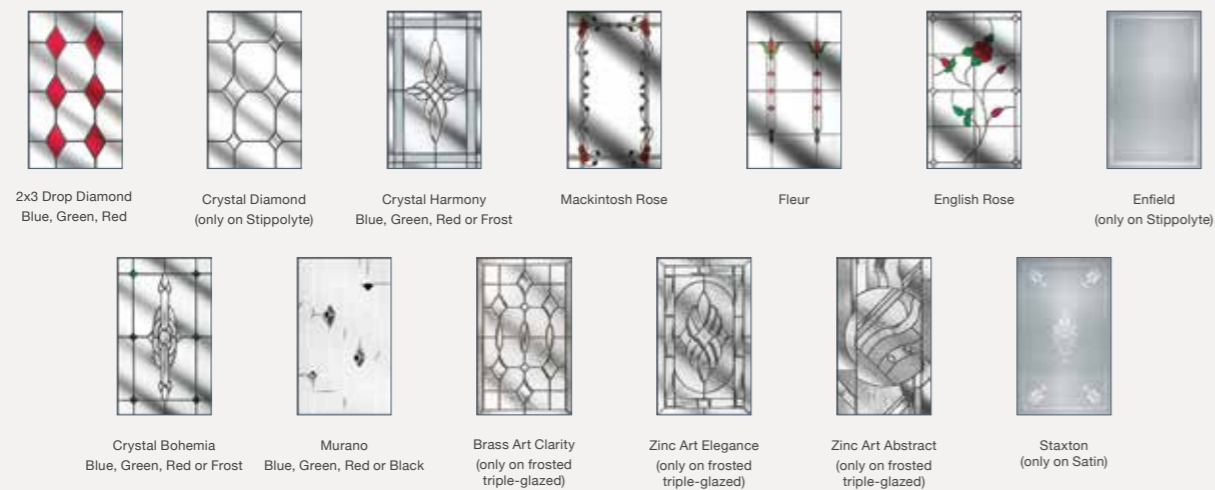 2x3 Drop Diamond
Blue, Green, Red
Crystal Diamond
(only on Stippolyte)
Crystal Harmony
Blue, Green, Red or Frost
Mackintosh Rose
Fleur
English Rose
Enfield
(only on Stippolyte)
Crystal Bohemia
Blue, Green, Red or Frost
Murano
Blue, Green, Red or Black
Brass Art Clarity
(only on frosted
triple-glazed)
Zinc Art Elegance
(only on frosted
triple-glazed)
Zinc Art Abstract
(only on frosted
triple-glazed)
Staxton
(only on Satin)